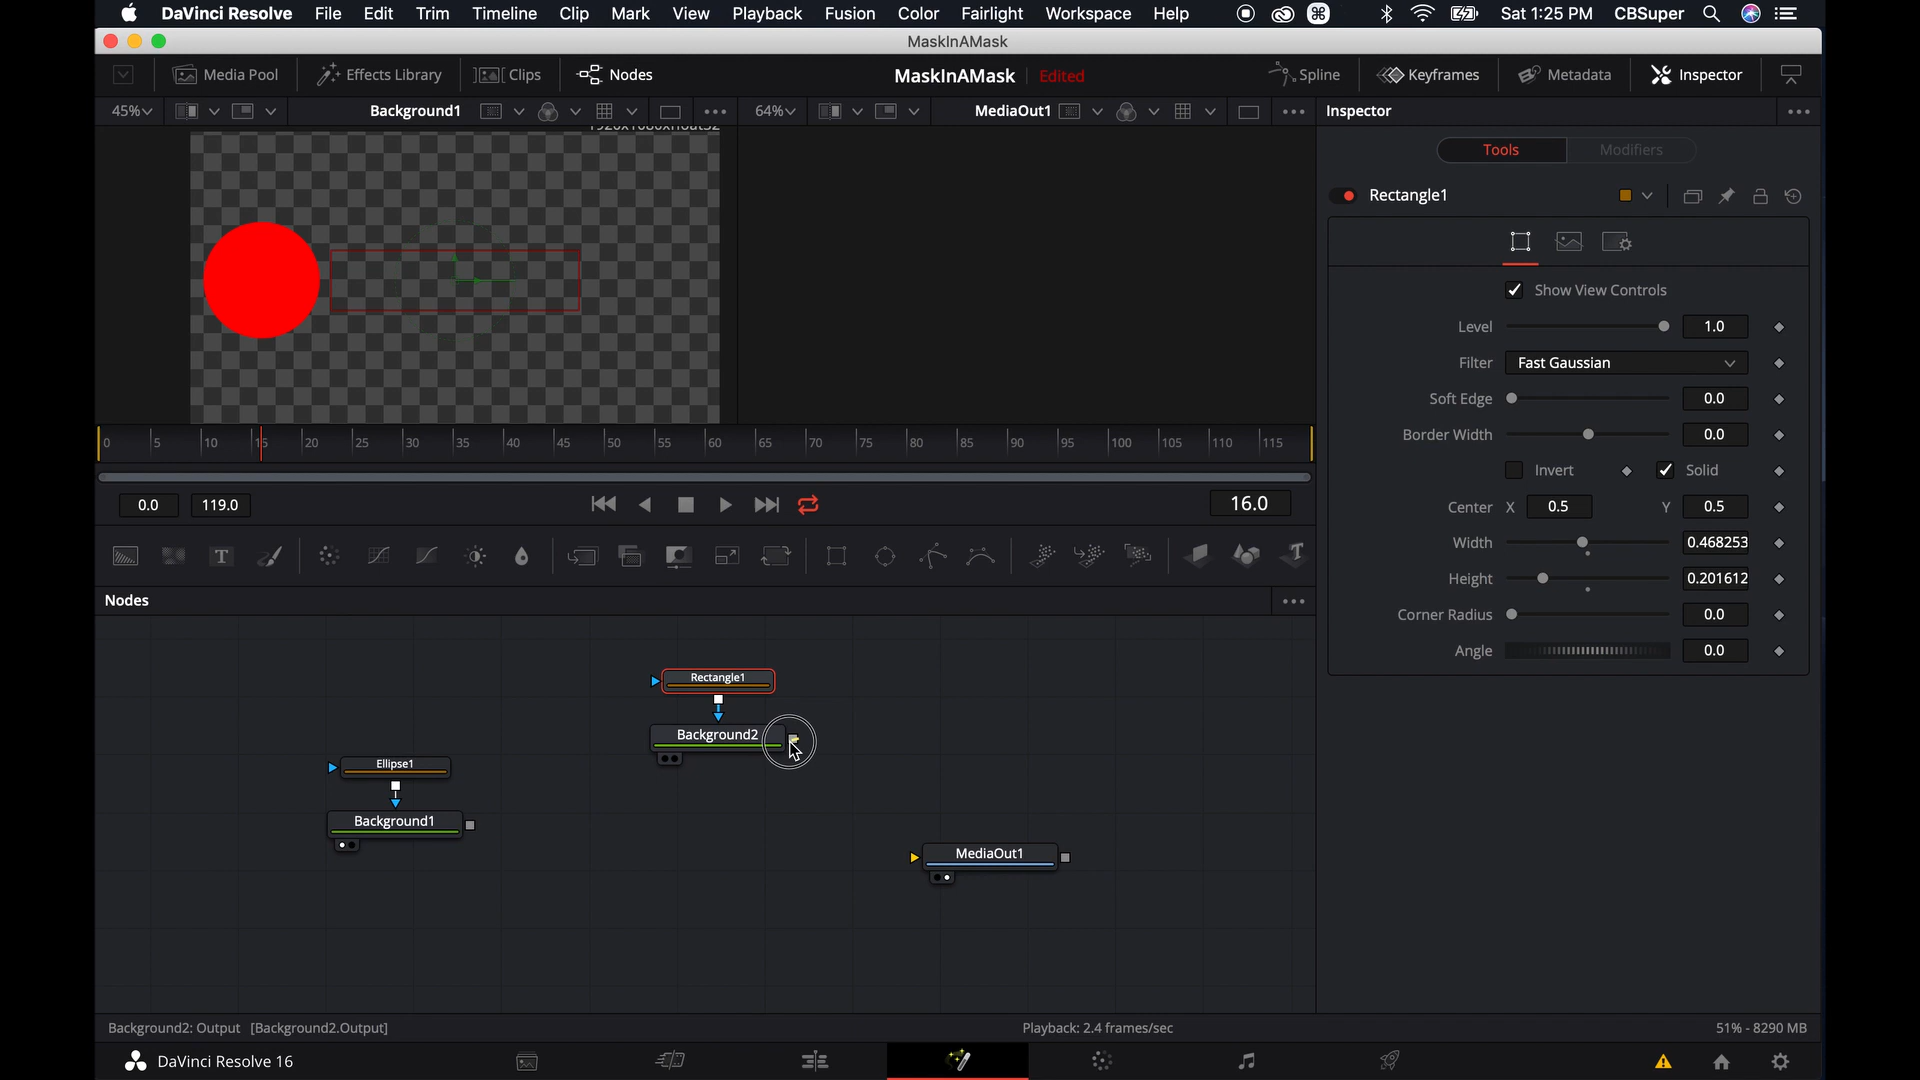 DaVinci Resolve File Edit Trim Timeline Clip Mark View Playback Fusion Color Fairlight Workspace Help Sat 1:25 PM CBSuper
MaskInAMask
Media Pool Effects Library Clips Nodes MaskInAMask Edited Spline Keyframes Metadata Inspector
45% Background1 64% MediaOut1 Inspector
1920x1080xfloat32
Tools Modifiers
Rectangle1
Show View Controls
Level 1.0
Filter Fast Gaussian
Soft Edge 0.0
Border Width 0.0
Invert Solid
Center X 0.5 Y 0.5
Width 0.468253
Height 0.201612
Corner Radius 0.0
Angle 0.0
0 5 10 15 20 25 30 35 40 45 50 55 60 65 70 75 80 85 90 95 100 105 110 115
0.0 119.0 16.0
Nodes
Rectangle1
Background2
Ellipse1
Background1
MediaOut1
Background2: Output [Background2.Output] Playback: 2.4 frames/sec 51% - 8290 MB
DaVinci Resolve 16